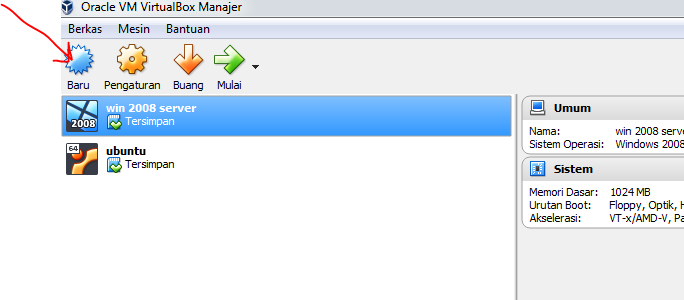 Oracle VM VirtualBox Manajer
Berkas Mesin Bantuan
Baru Pengaturan Buang Mulai
2008 win 2008 server
Tersimpan
64 ubuntu
Tersimpan
Umum
Nama: win 2008 serve
Sistem Operasi: Windows 2008
Sistem
Memori Dasar: 1024 MB
Urutan Boot: Floppy, Optik, H
Akselerasi: VT-x/AMD-V, Pa